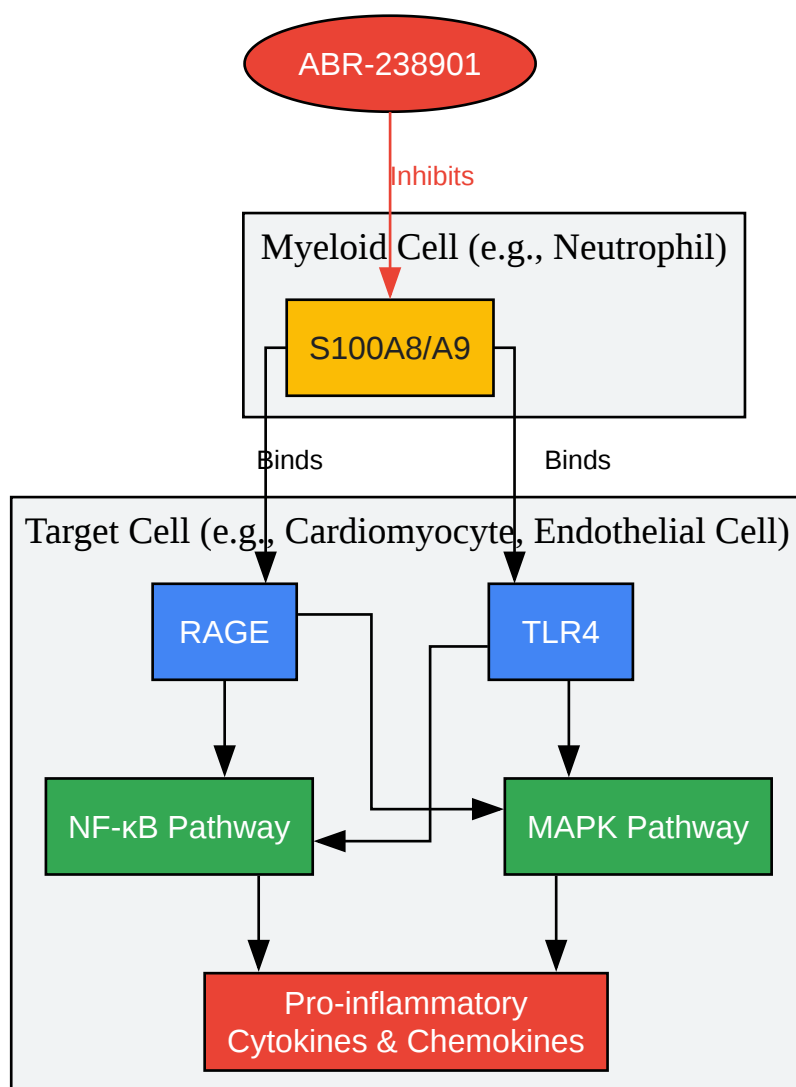 ABR-238901
Inhibits
Myeloid Cell (e.g., Neutrophil)
S100A8/A9
Binds
Binds
Target Cell (e.g., Cardiomyocyte, Endothelial Cell)
RAGE
TLR4
NF-κB Pathway
MAPK Pathway
Pro-inflammatory
Cytokines & Chemokines